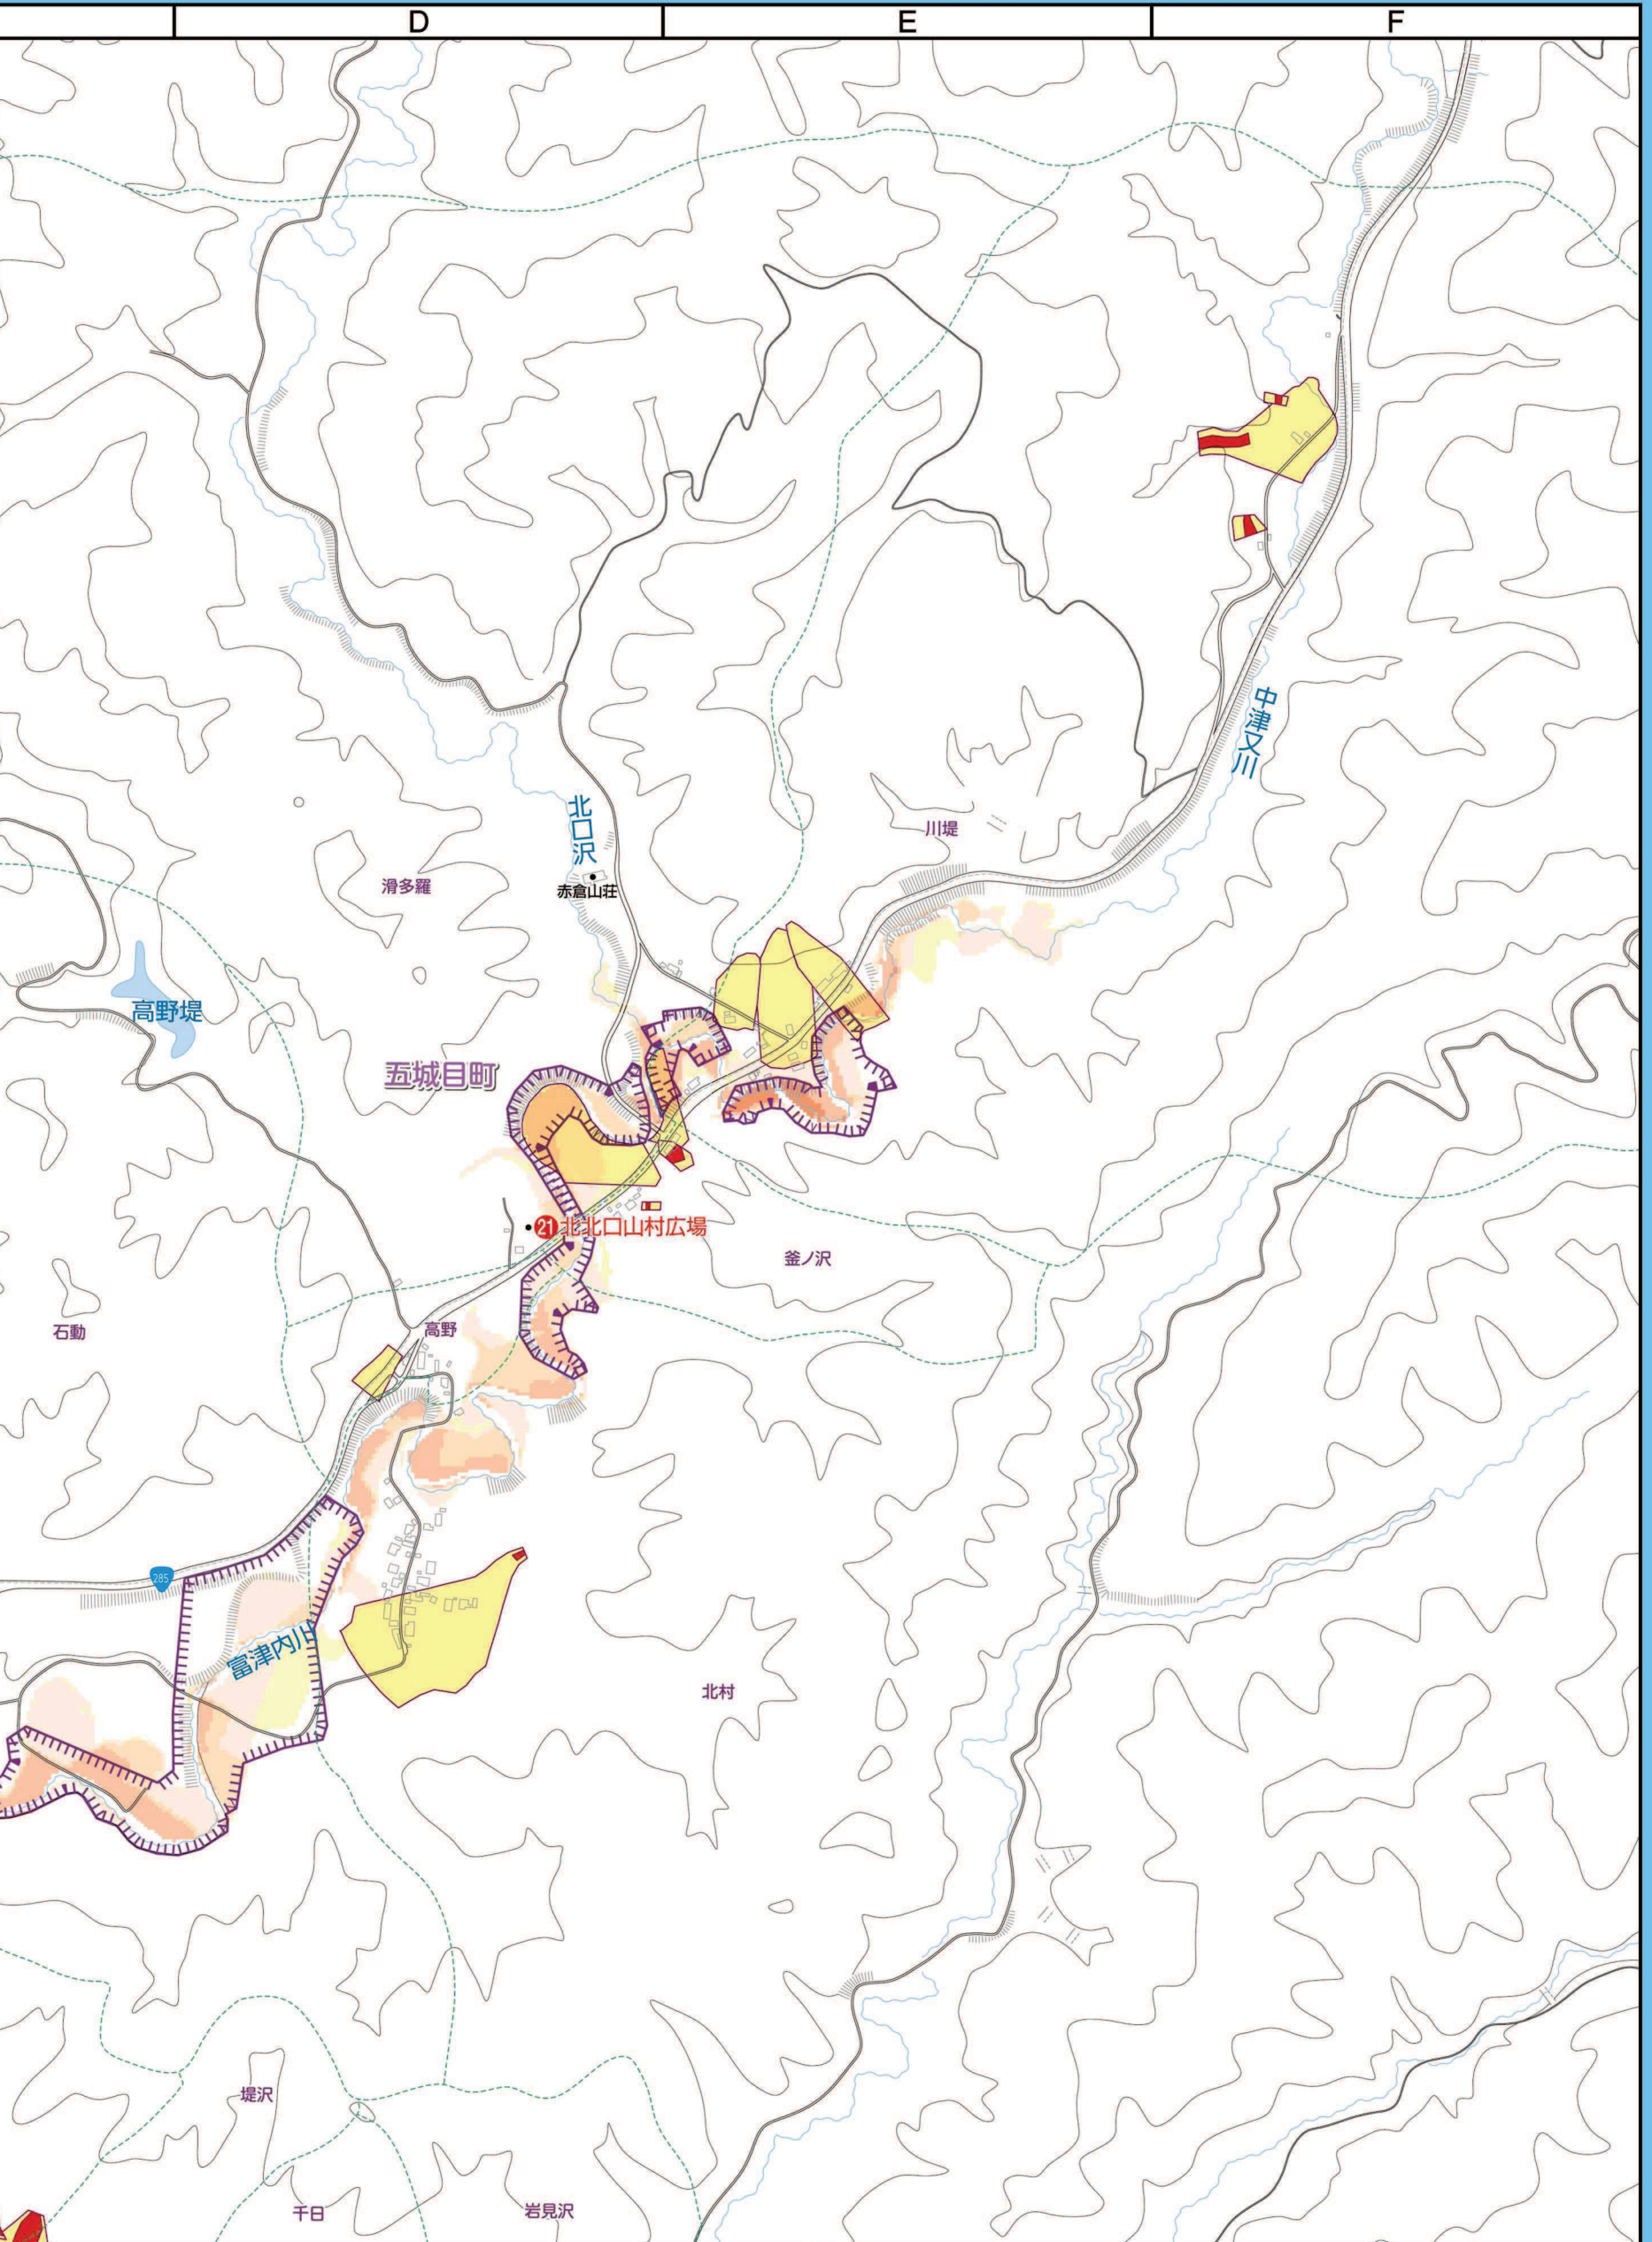 D
E
F
中津又川
北口沢
川堤
滑多羅
赤倉山荘
高野堤
五城目町
21 北北口山村広場
釜ノ沢
石動
高野
285
富津内川
北村
堤沢
千日
岩見沢